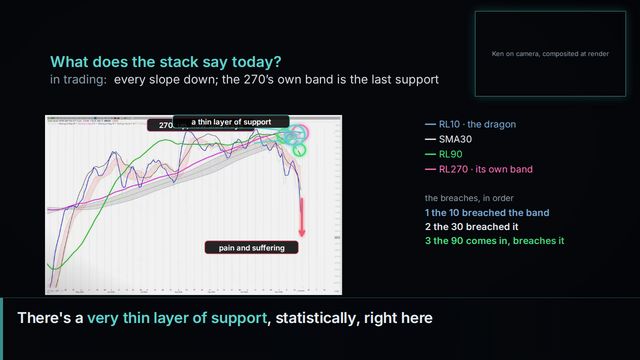 Ken on camera, composited at render
What does the stack say today?
in trading: every slope down; the 270's own band is the last support
a thin layer of support
pain and suffering
RL10 · the dragon
SMA30
RL90
RL270 · its own band
the breaches, in order
1 the 10 breached the band
2 the 30 breached it
3 the 90 comes in, breaches it
There's a very thin layer of support, statistically, right here